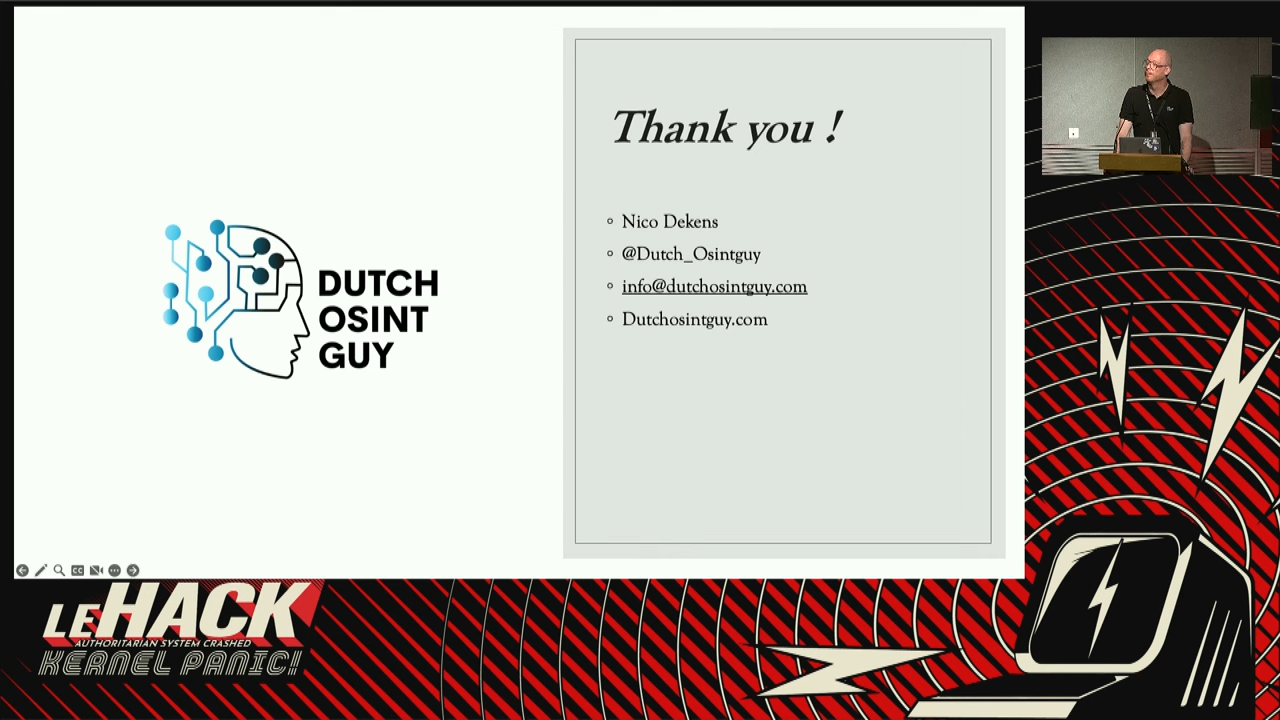 Thank you !
Nico Dekens
@Dutch_Osintguy
info@dutchosintguy.com
Dutchosintguy.com
DUTCH
OSINT
GUY
CC
LEHACK
AUTHORITARIAN SYSTEM CRASHED
KERNEL PANIC!